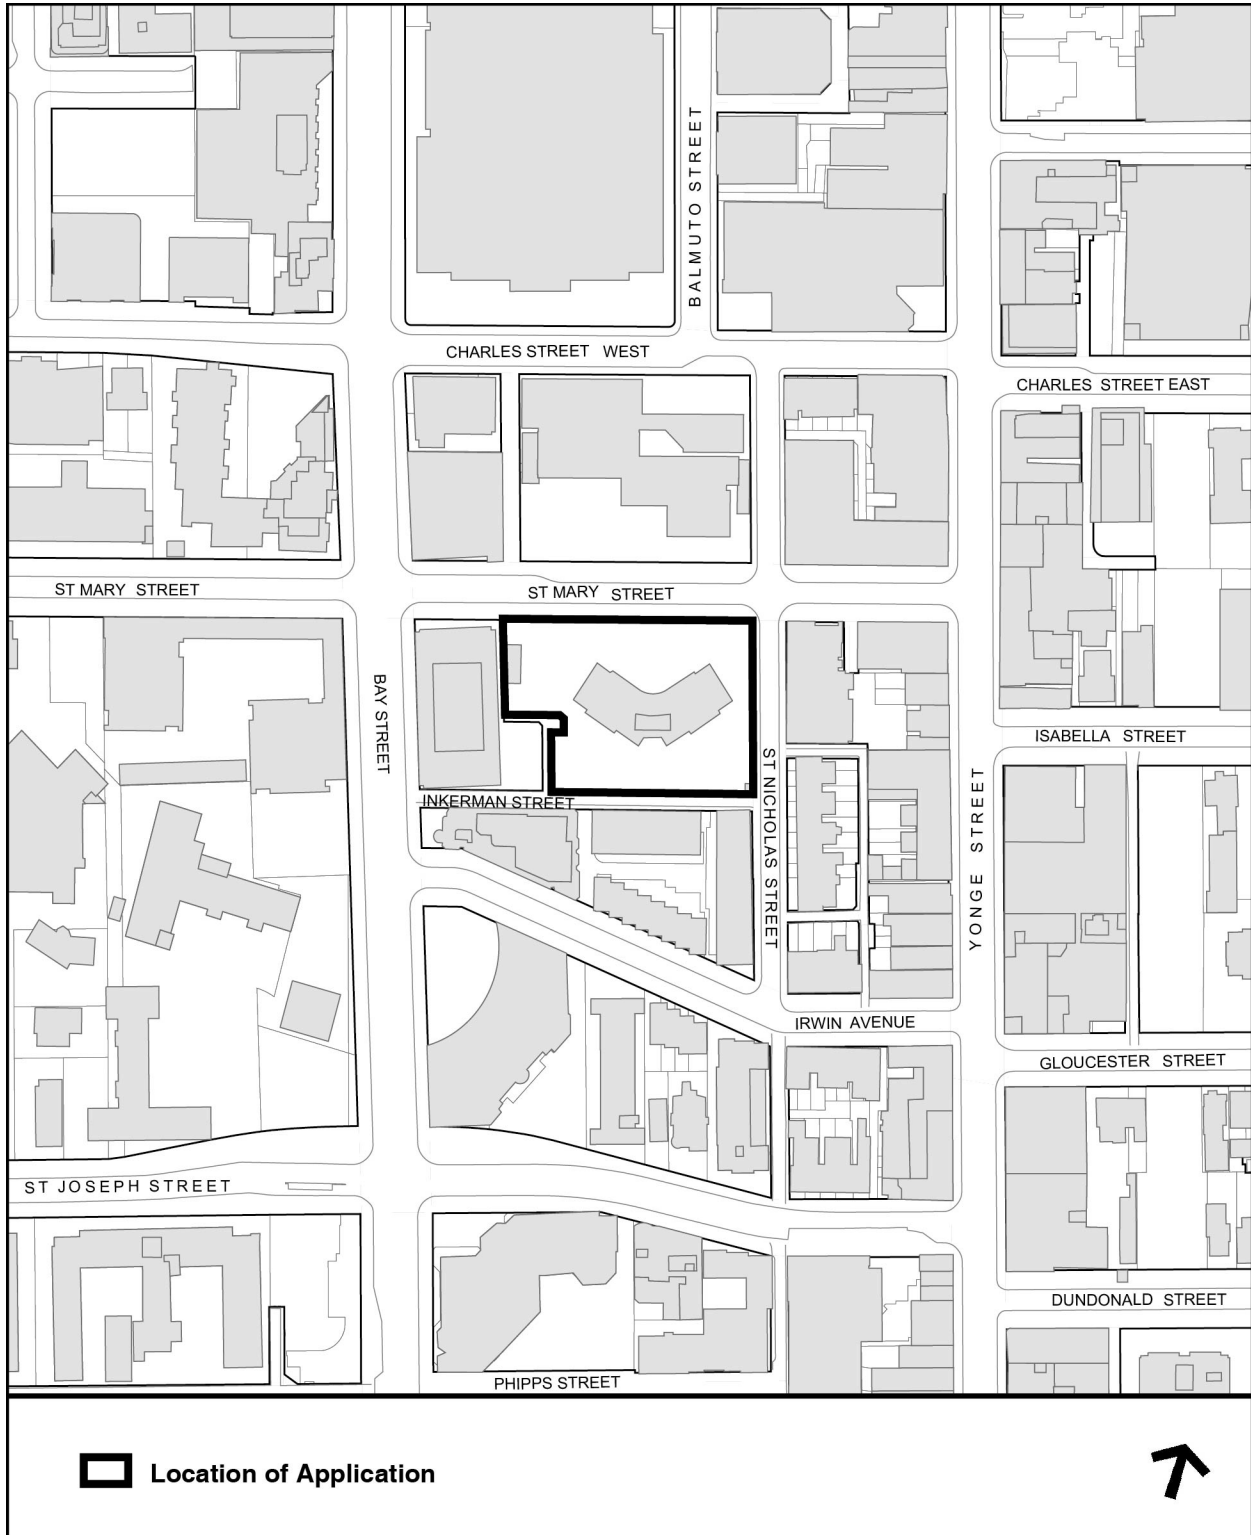 BALMUTO STREET
CHARLES STREET WEST
CHARLES STREET EAST
ST MARY STREET
ST MARY STREET
BAY STREET
ISABELLA STREET
ST NICHOLAS STREET
YONGE STREET
INKERMAN STREET
IRWIN AVENUE
GLOUCESTER STREET
ST JOSEPH STREET
DUNDONALD STREET
PHIPPS STREET
Location of Application